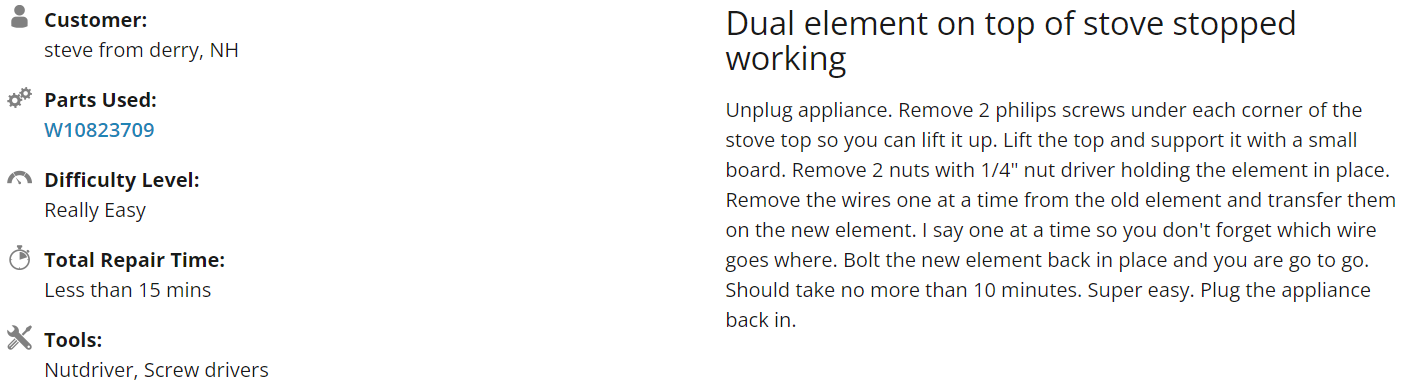 Customer:
steve from derry, NH
Parts Used:
W10823709
Difficulty Level:
Really Easy
Total Repair Time:
Less than 15 mins
Tools:
Nutdriver, Screw drivers
Dual element on top of stove stopped
working
Unplug appliance. Remove 2 philips screws under each corner of the
stove top so you can lift it up. Lift the top and support it with a small
board. Remove 2 nuts with 1/4" nut driver holding the element in place.
Remove the wires one at a time from the old element and transfer them
on the new element. I say one at a time so you don't forget which wire
goes where. Bolt the new element back in place and you are go to go.
Should take no more than 10 minutes. Super easy. Plug the appliance
back in.